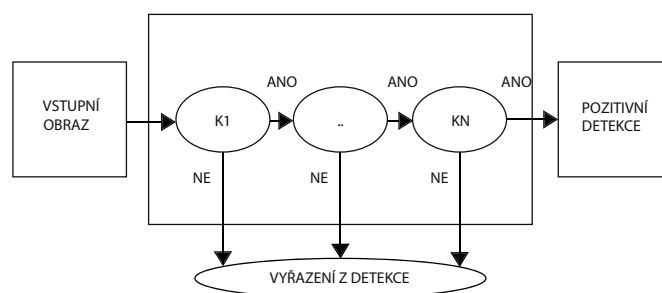 VSTUPNÍ
OBRAZ
K1
ANO
..
ANO
KN
ANO
POZITIVNÍ
DETEKCE
NE
NE
NE
VYŘAZENÍ Z DETEKCE